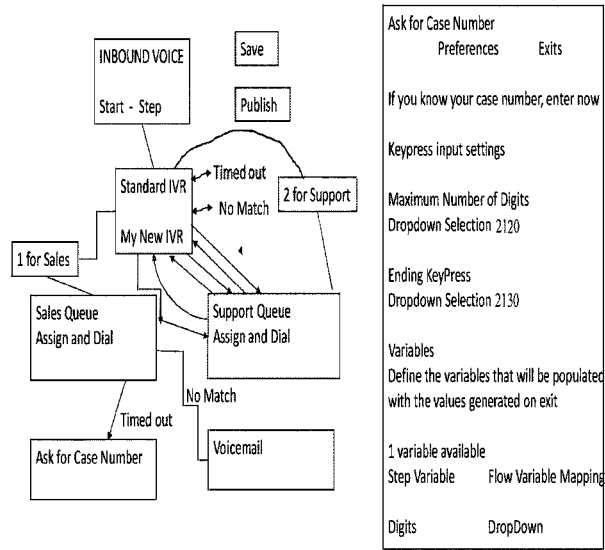 INBOUND VOICE
Start - Step
Save
Publish
Standard IVR
My New IVR
Timed out
No Match
2 for Support
1 for Sales
Sales Queue
Assign and Dial
Support Queue
Assign and Dial
No Match
Timed out
Ask for Case Number
Voicemail
Ask for Case Number
Preferences Exits
If you know your case number, enter now
Keypress input settings
Maximum Number of Digits
Dropdown Selection 2120
Ending KeyPress
Dropdown Selection 2130
Variables
Define the variables that will be populated
with the values generated on exit
1 variable available
Step Variable Flow Variable Mapping
Digits DropDown